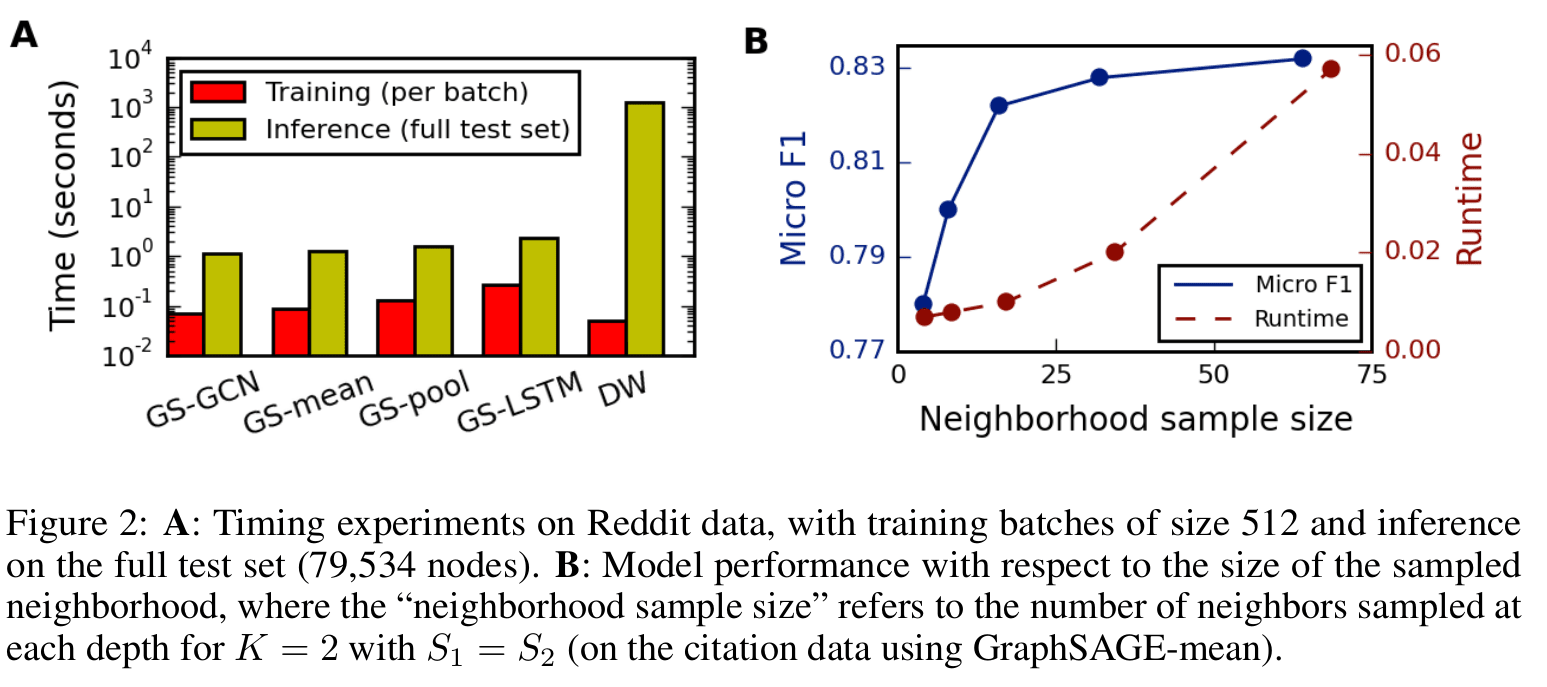 A
Time (seconds)
10^4
10^3
10^2
10^1
10^0
10^-1
10^-2
Training (per batch)
Inference (full test set)
GS-GCN
GS-mean
GS-pool
GS-LSTM
DW
B
Micro F1
0.83
0.81
0.79
0.77
0.06
0.04
0.02
0.00
Runtime
Micro F1
Runtime
0
25
50
75
Neighborhood sample size
Figure 2: A: Timing experiments on Reddit data, with training batches of size 512 and inference
on the full test set (79,534 nodes). B: Model performance with respect to the size of the sampled
neighborhood, where the “neighborhood sample size” refers to the number of neighbors sampled at
each depth for K = 2 with S₁ = S₂ (on the citation data using GraphSAGE-mean).